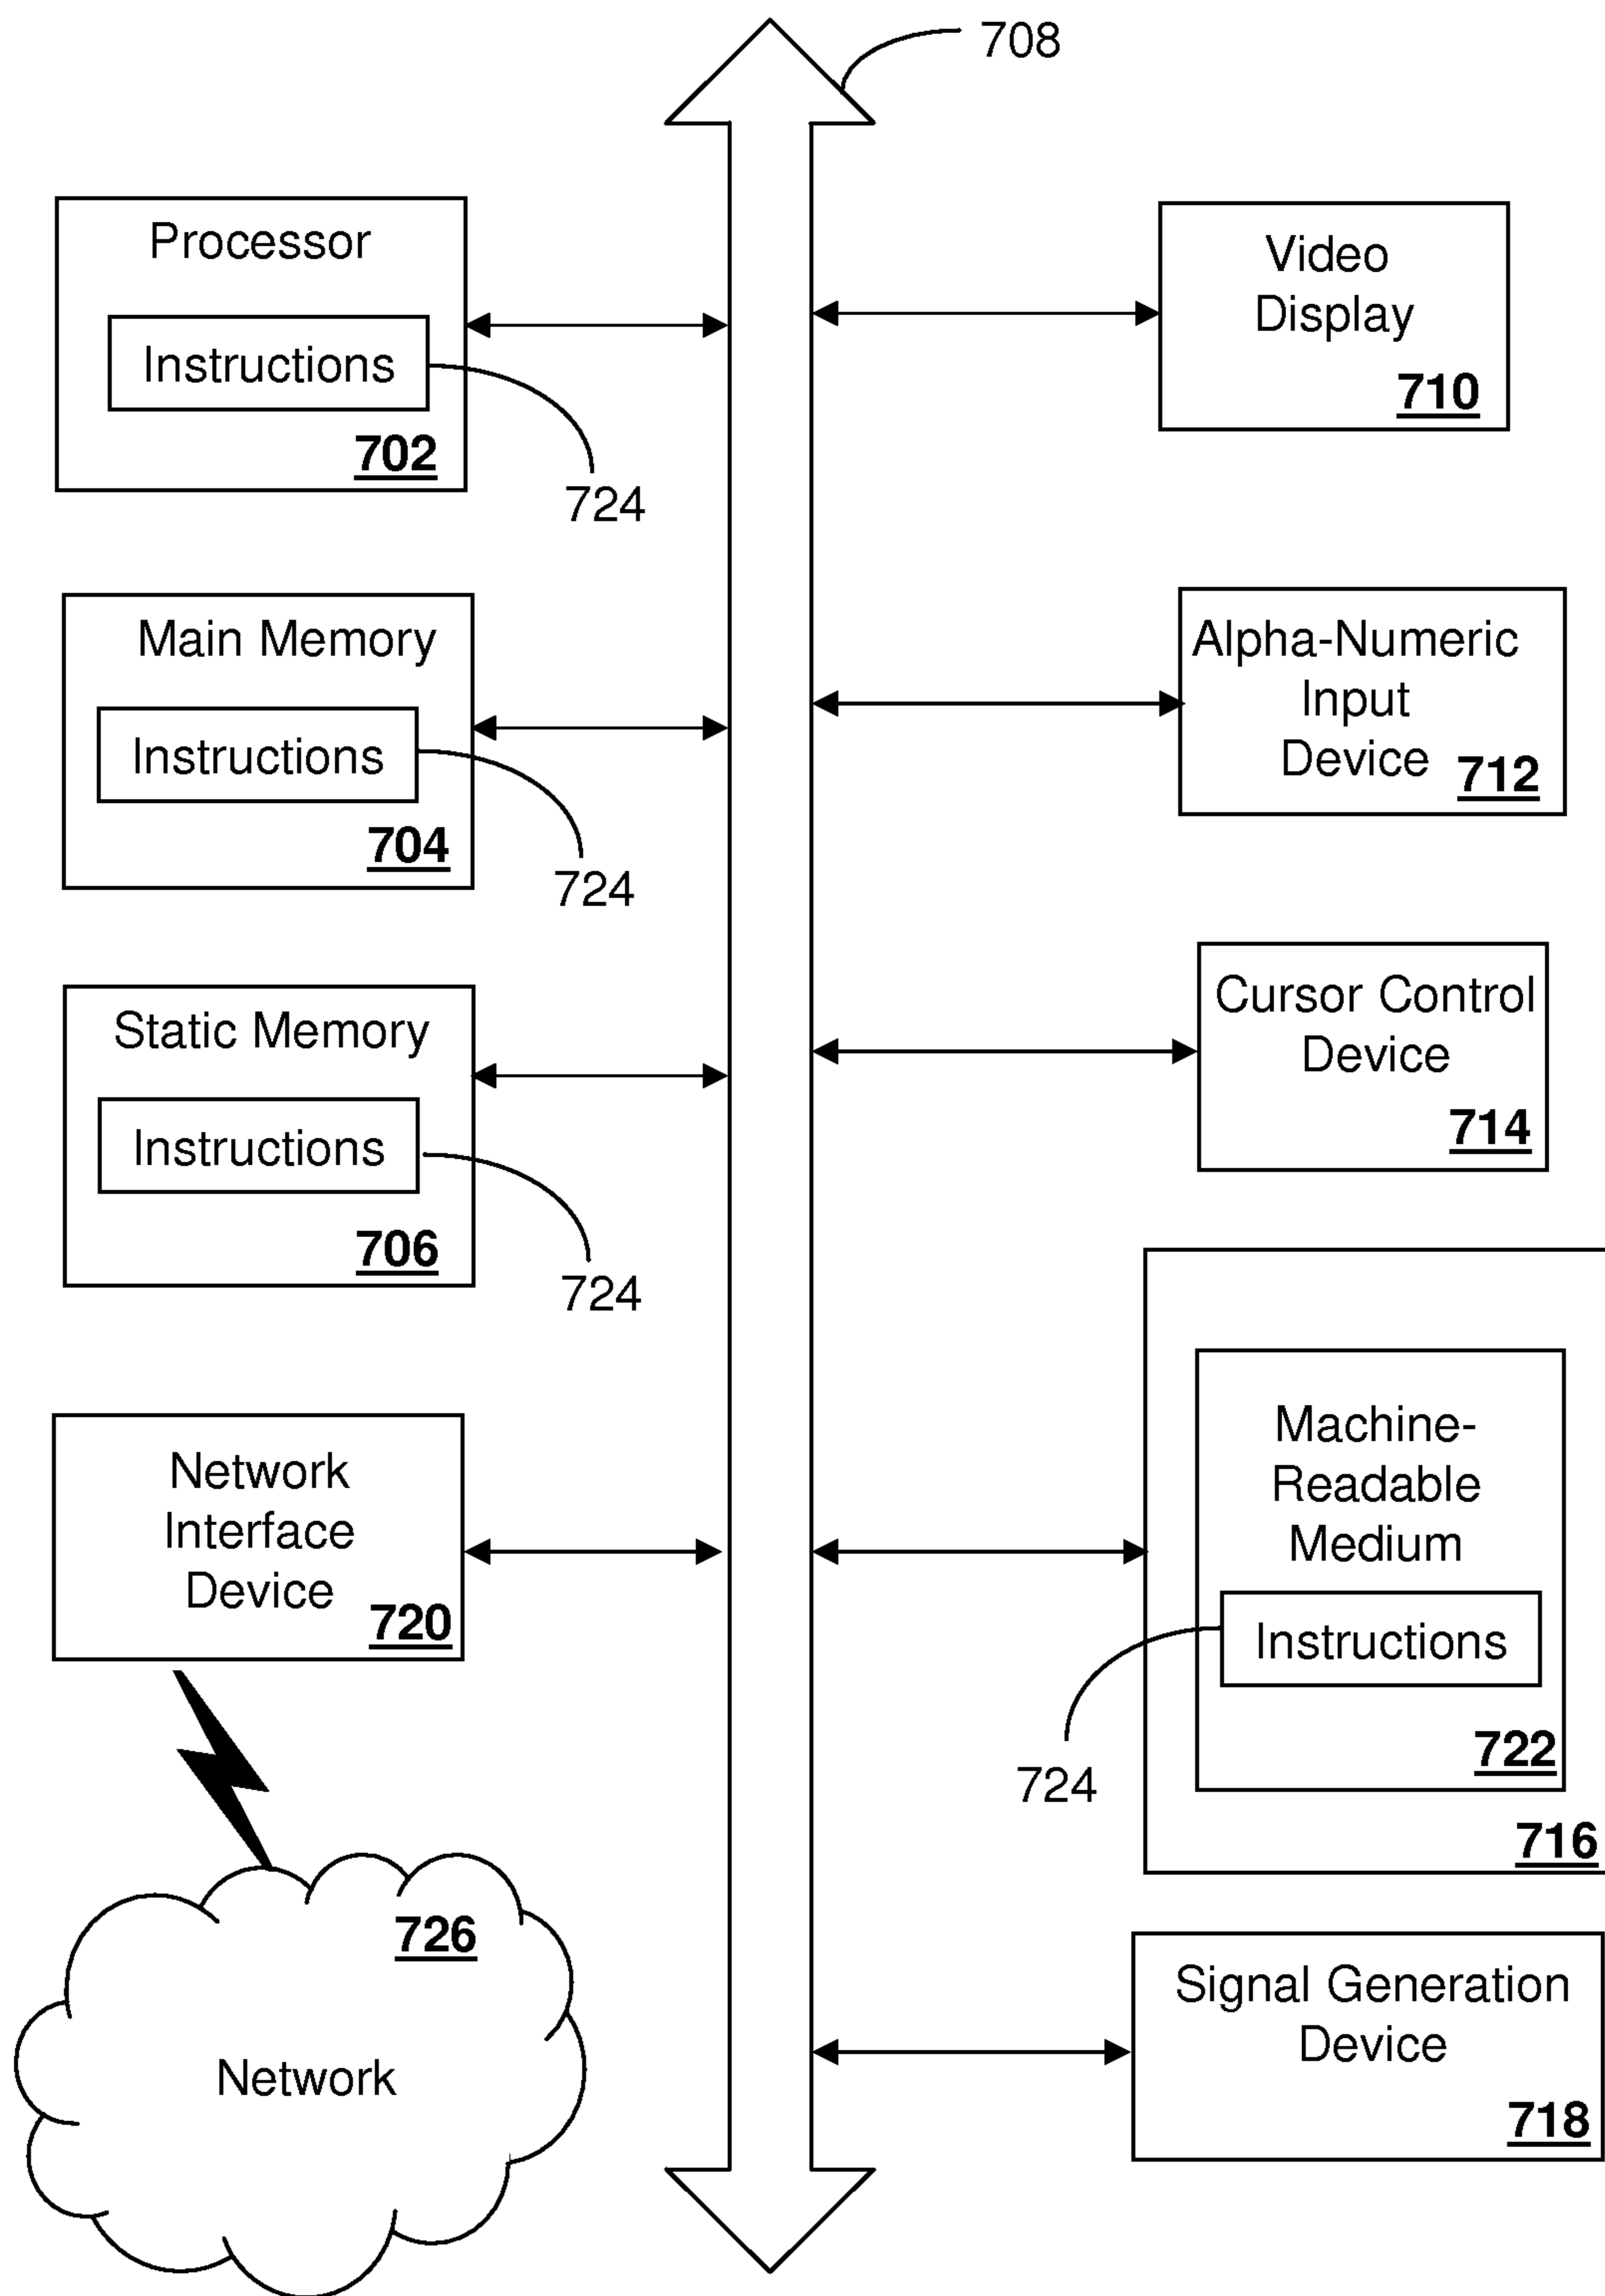 708
Processor
Instructions
702
724
Main Memory
Instructions
704
724
Static Memory
Instructions
706
724
Network
Interface
Device
720
726
Network
Video
Display
710
Alpha-Numeric
Input
Device
712
Cursor Control
Device
714
Machine-
Readable
Medium
Instructions
722
724
716
Signal Generation
Device
718